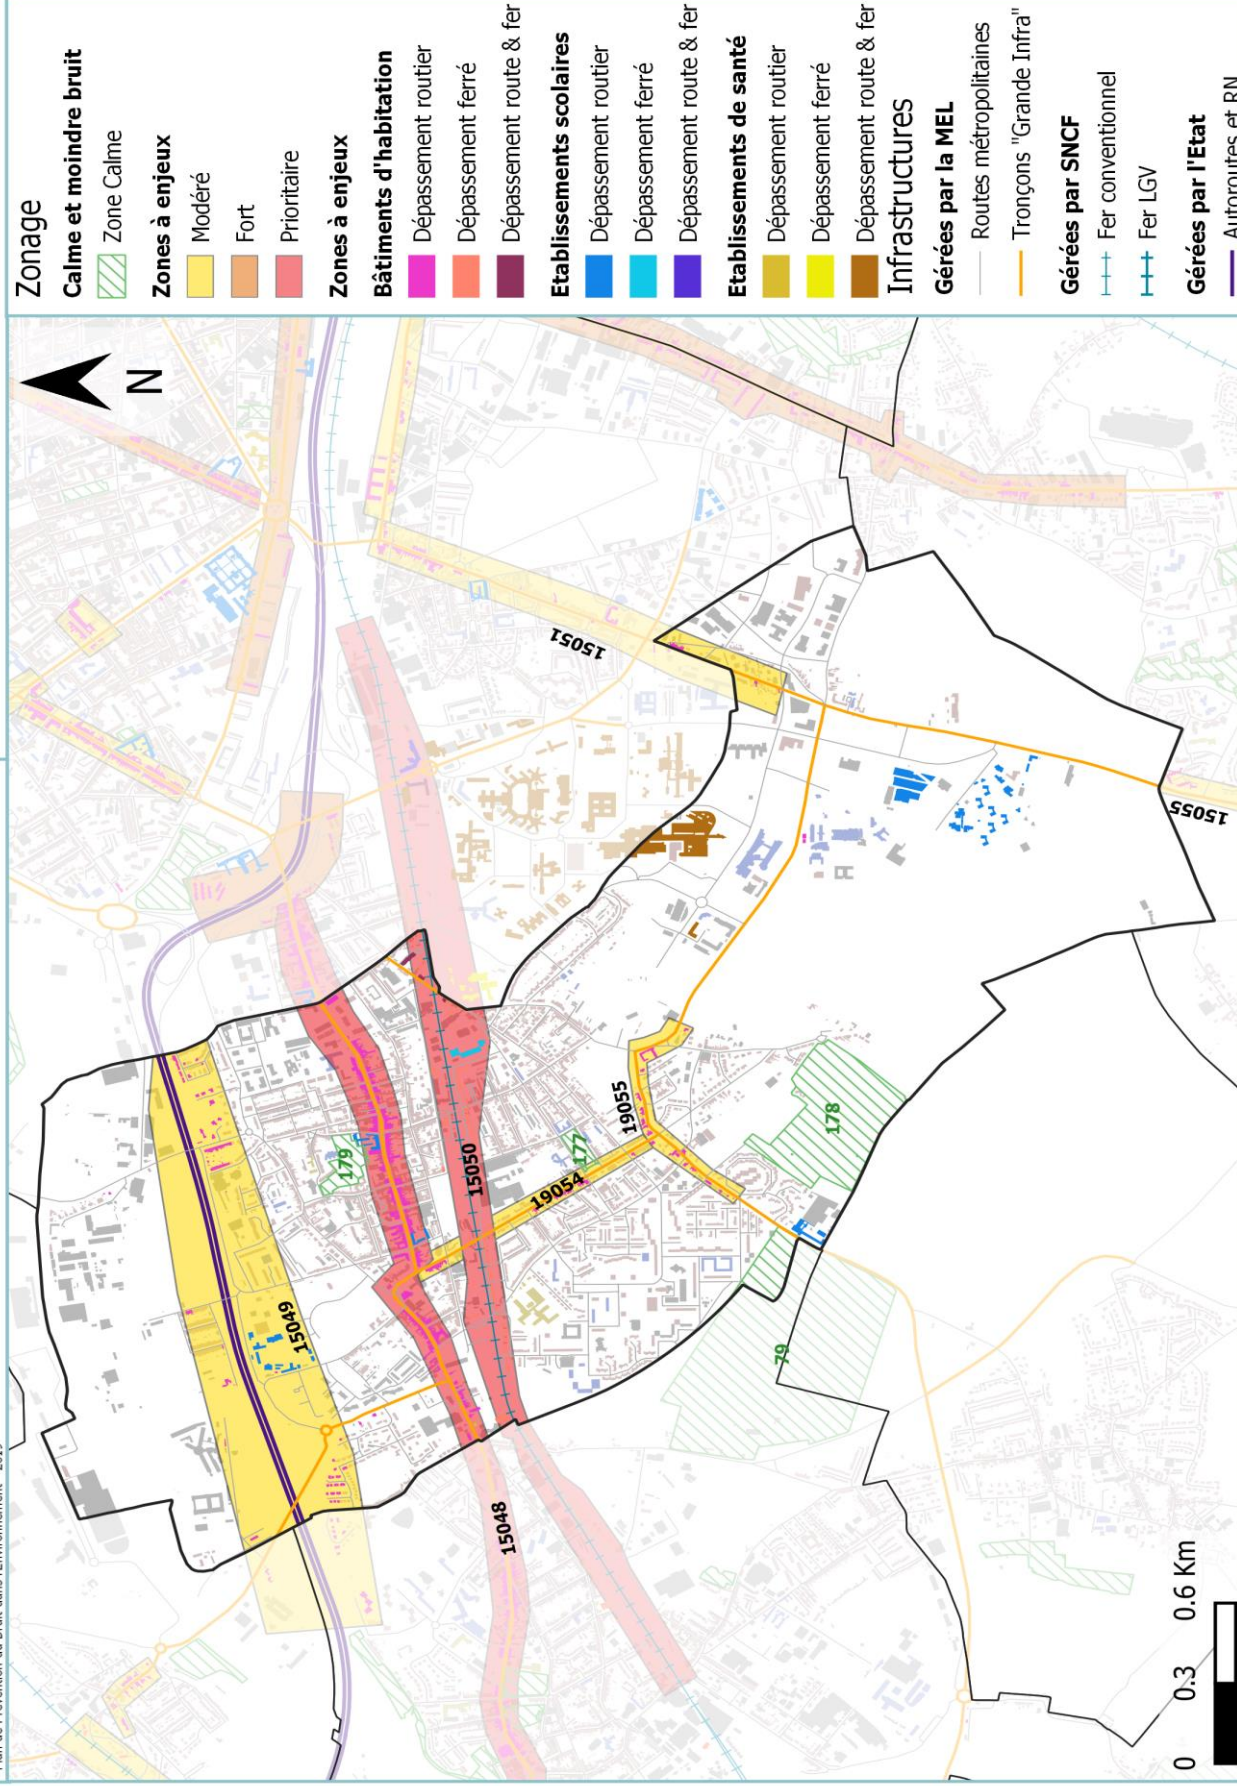 Zonage
Calme et moindre bruit
Zone Calme
Zones à enjeux
Modéré
Fort
Prioritaire
Zones à enjeux
Bâtiments d'habitation
Dépassement routier
Dépassement ferré
Dépassement route & fer
Etablissements scolaires
Dépassement routier
Dépassement ferré
Dépassement route & fer
Etablissements de santé
Dépassement routier
Dépassement ferré
Dépassement route & fer
Infrastructures
Gérées par la MEL
Routes métropolitaines
Tronçons "Grande Infra"
Gérées par SNCF
Fer conventionnel
Fer LGV
Gérées par l'Etat
Autoroutes et RN
N
15051
15055
179
15050
177
19055
19054
178
15049
79
15048
0 0.3 0.6 Km